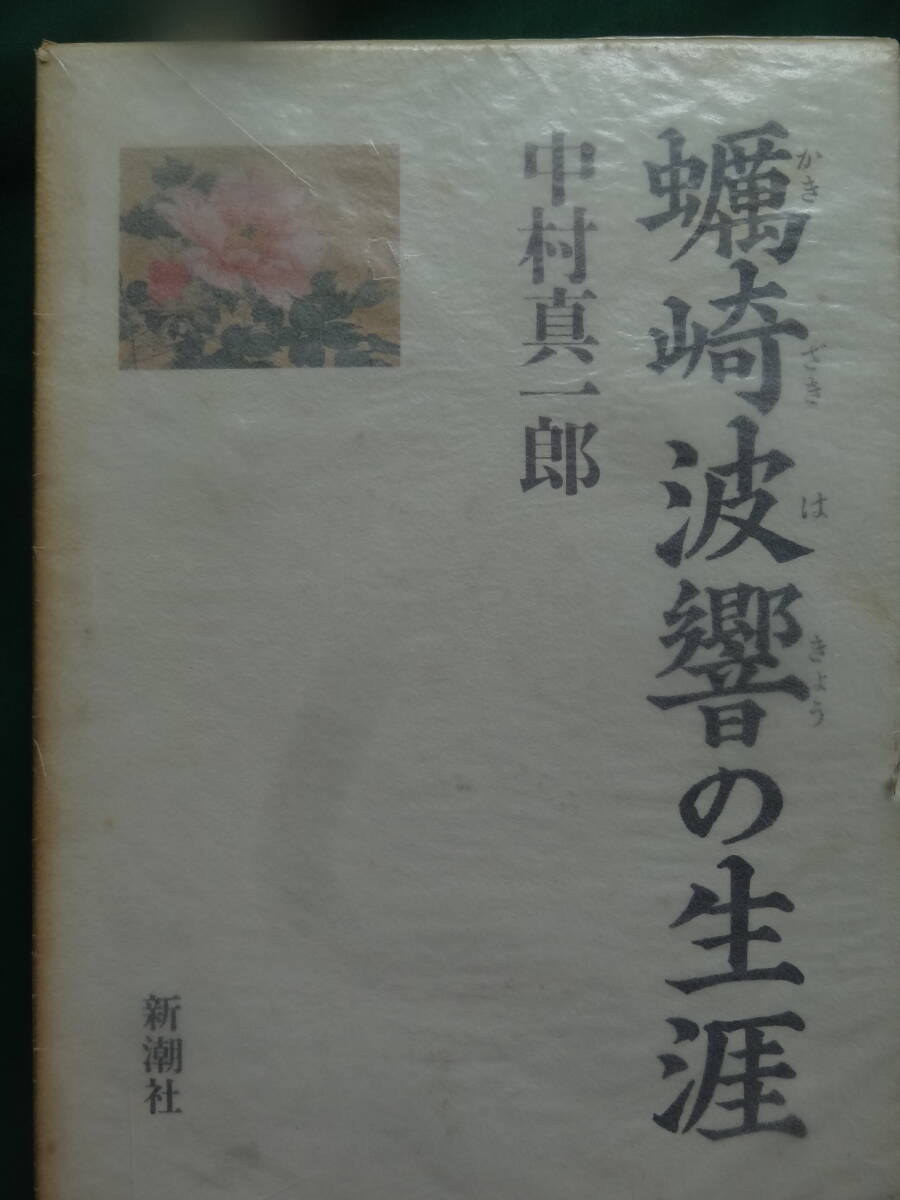 蠣崎波響の生涯
かきざきはきょう
中村真一郎
新潮社